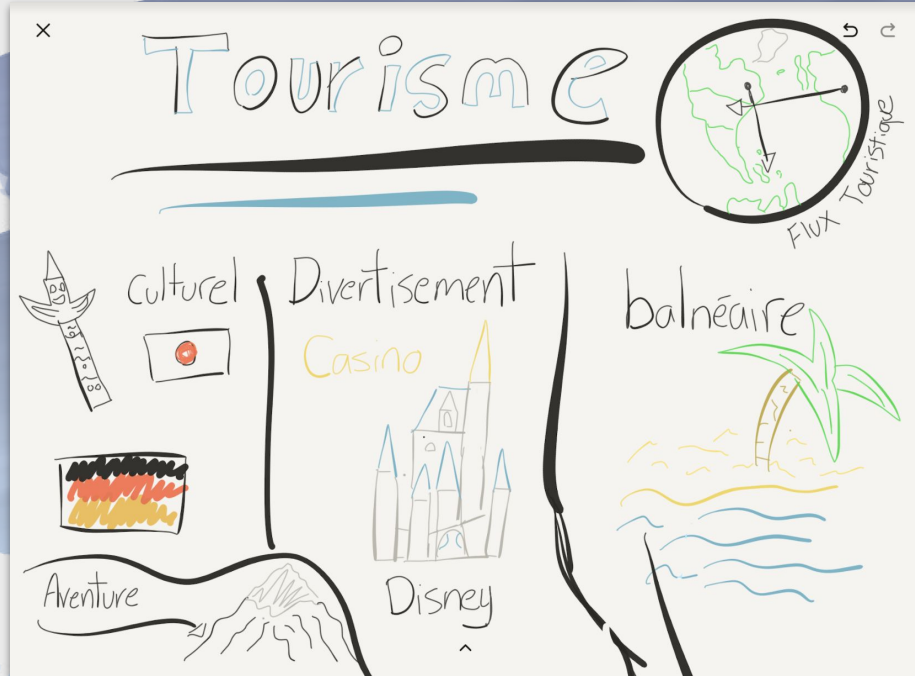 Tourisme
Flux Touristique
Culturel
Divertisement
balnéaire
Casino
Aventure
Disney